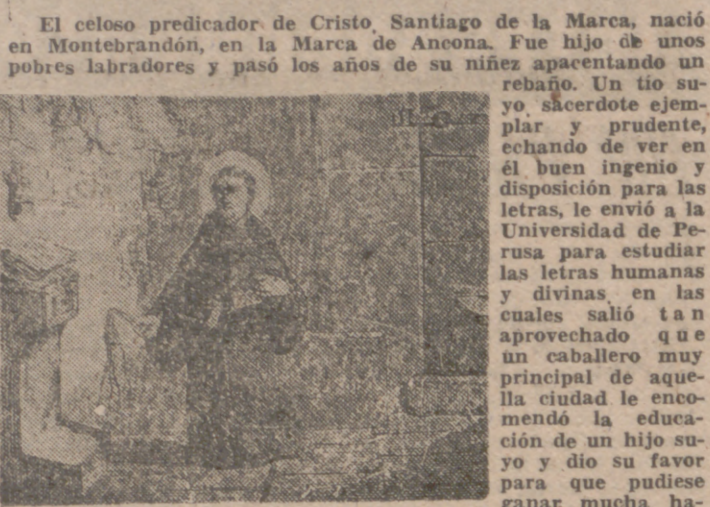 El celoso predicador de Cristo, Santiago de la Marca, nació
en Montebrandón, en la Marca de Ancona. Fue hijo de unos
pobres labradores y pasó los años de su niñez apacentando un
rebaño. Un tío su-
yo, sacerdote ejem-
plar y prudente,
echando de ver en
él buen ingenio y
disposición para las
letras, le envió a la
Universidad de Pe-
rusa para estudiar
las letras humanas
y divinas, en las
cuales salió tan
aprovechado que
un caballero muy
principal de aque-
lla ciudad le enco-
mendó la educa-
ción de un hijo su-
yo y dio su favor
para que pudiese
ganar mucha ha-